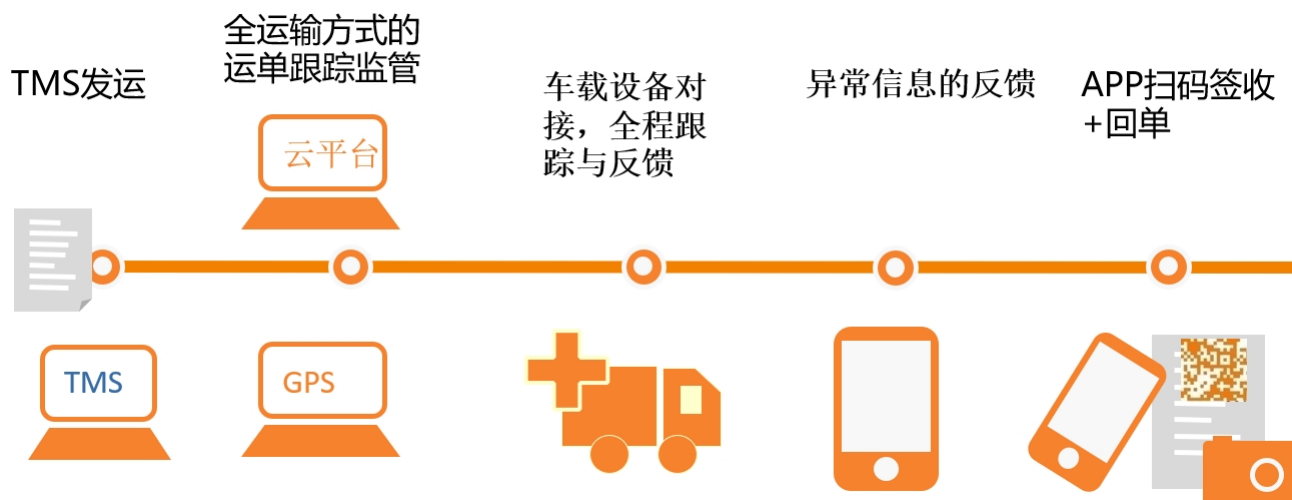 TMS发运
全运输方式的
运单跟踪监管
云平台
车载设备对
接，全程跟
踪与反馈
异常信息的反馈
APP扫码签收
+回单
TMS
GPS